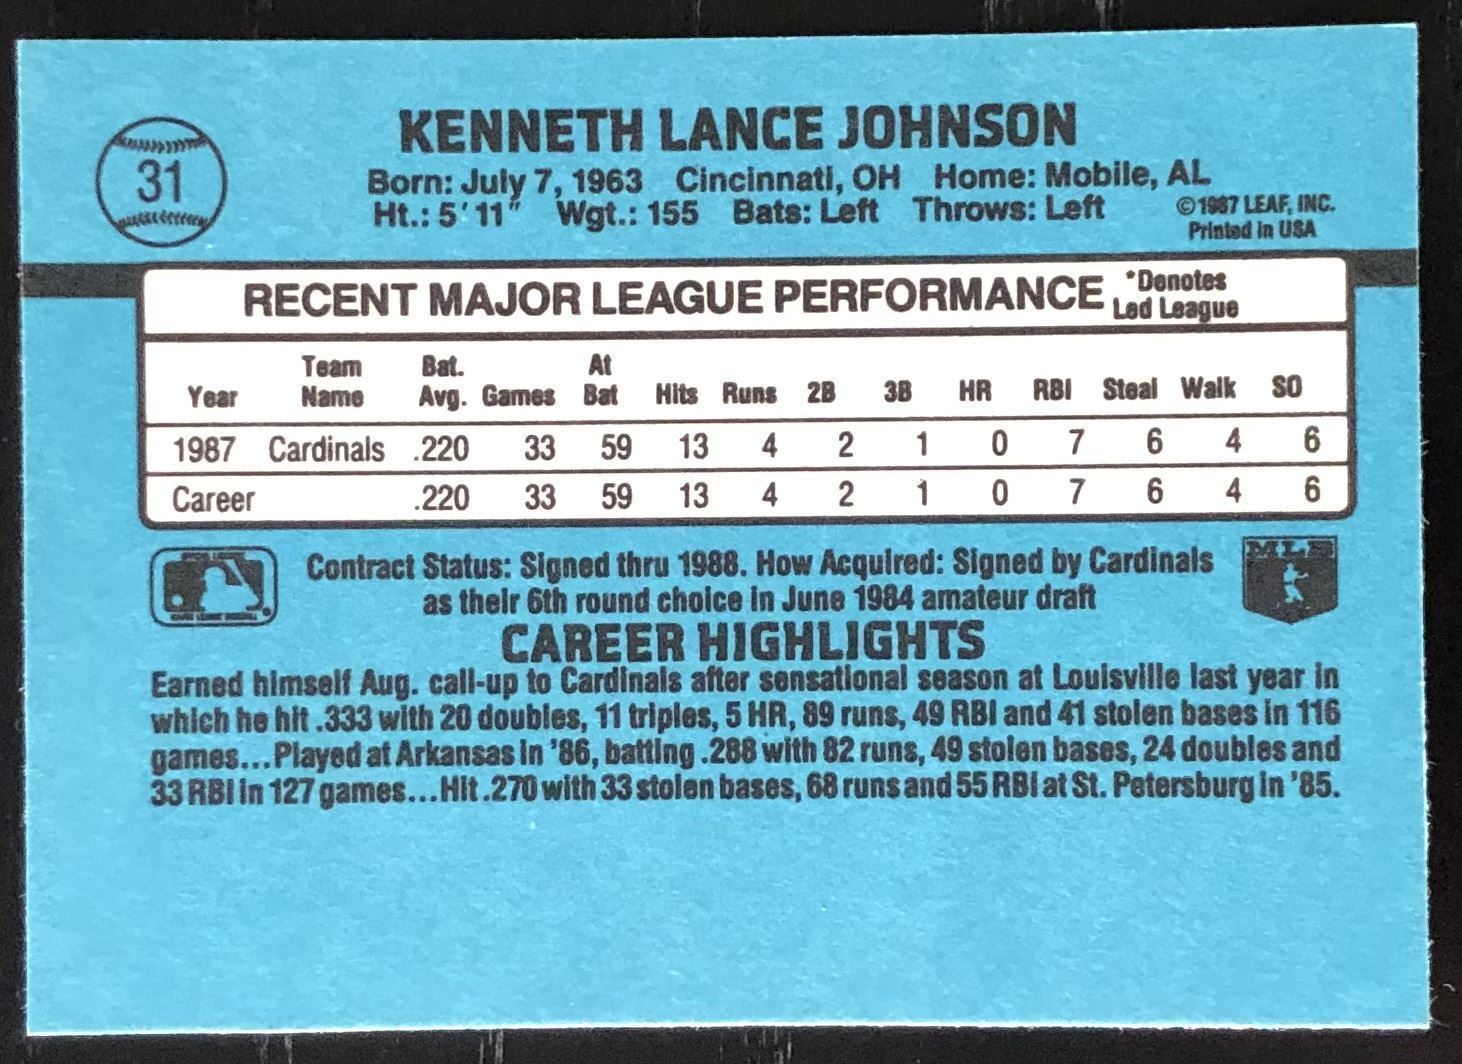 31
KENNETH LANCE JOHNSON
Born: July 7, 1963 Cincinnati, OH Home: Mobile, AL
Ht.: 5' 11" Wgt.: 155 Bats: Left Throws: Left
©1987 LEAF, INC.
Printed in USA
RECENT MAJOR LEAGUE PERFORMANCE *Denotes Led League
Year Team Name Bat. Avg. Games At Bat Hits Runs 2B 3B HR RBI Steal Walk SO
1987 Cardinals .220 33 59 13 4 2 1 0 7 6 4 6
Career .220 33 59 13 4 2 1 0 7 6 4 6
Contract Status: Signed thru 1988. How Acquired: Signed by Cardinals
as their 6th round choice in June 1984 amateur draft
CAREER HIGHLIGHTS
Earned himself Aug. call-up to Cardinals after sensational season at Louisville last year in
which he hit .333 with 20 doubles, 11 triples, 5 HR, 89 runs, 49 RBI and 41 stolen bases in 116
games...Played at Arkansas in '86, batting .288 with 82 runs, 49 stolen bases, 24 doubles and
33 RBI in 127 games...Hit .270 with 33 stolen bases, 68 runs and 55 RBI at St. Petersburg in '85.